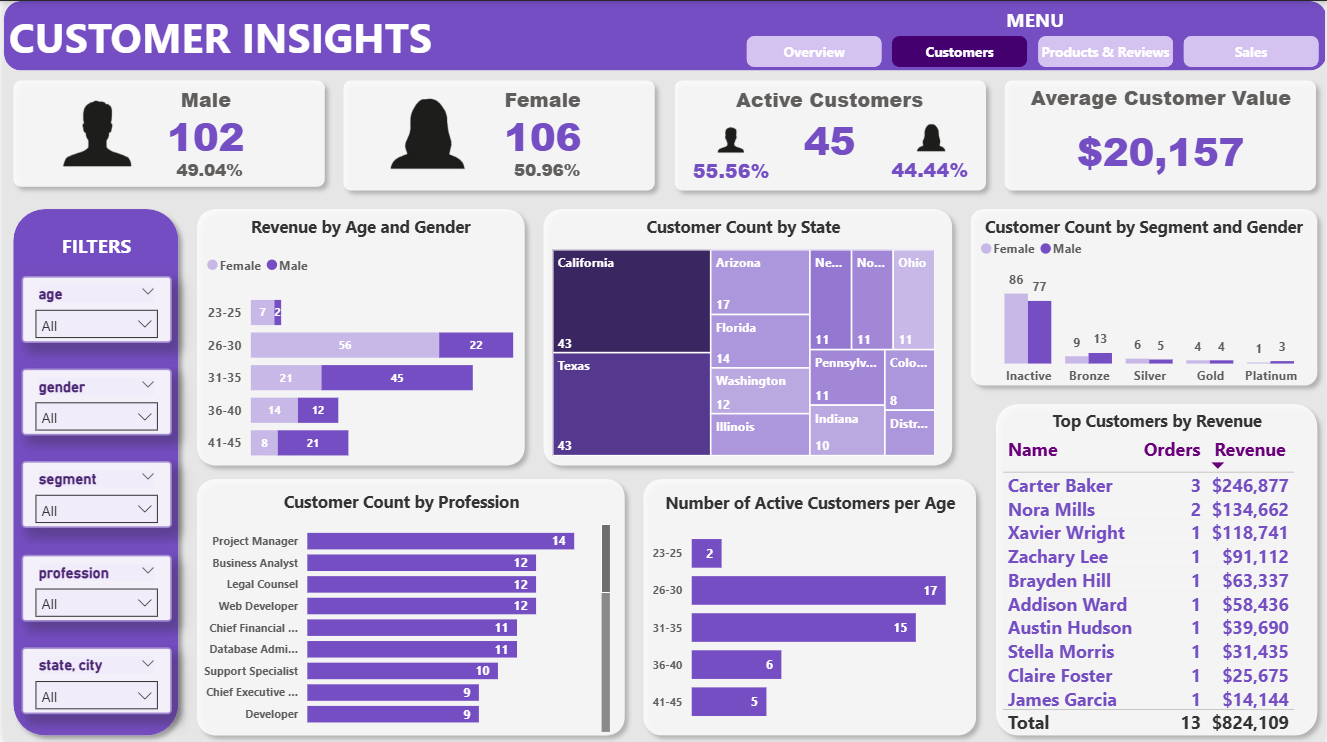 CUSTOMER INSIGHTS
MENU
Overview
Customers
Products & Reviews
Sales
Male
102
49.04%
Female
106
50.96%
Active Customers
45
55.56%
44.44%
Average Customer Value
$20,157
FILTERS
age
All
gender
All
segment
All
profession
All
state, city
All
Revenue by Age and Gender
Female Male
23-25 7 2
26-30 56 22
31-35 21 45
36-40 14 12
41-45 8 21
Customer Count by State
California
43
Texas
43
Arizona
17
Florida
14
Washington
12
Illinois
Ne...
11
No...
11
Ohio
11
Pennsylv...
11
Indiana
10
Colo...
8
Distr...
Customer Count by Segment and Gender
Female Male
86 77
9 13
6 5
4 4
1 3
Inactive Bronze Silver Gold Platinum
Customer Count by Profession
Project Manager 14
Business Analyst 12
Legal Counsel 12
Web Developer 12
Chief Financial ... 11
Database Admi... 11
Support Specialist 10
Chief Executive ... 9
Developer 9
Number of Active Customers per Age
23-25 2
26-30 17
31-35 15
36-40 6
41-45 5
Top Customers by Revenue
Name Orders Revenue
Carter Baker 3 $246,877
Nora Mills 2 $134,662
Xavier Wright 1 $118,741
Zachary Lee 1 $91,112
Brayden Hill 1 $63,337
Addison Ward 1 $58,436
Austin Hudson 1 $39,690
Stella Morris 1 $31,435
Claire Foster 1 $25,675
James Garcia 1 $14,144
Total 13 $824,109